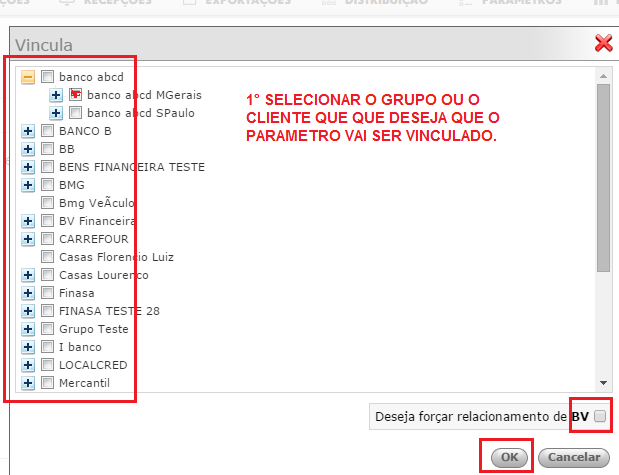 RECEPÇÕES EXPORTAÇÕES DISTRIBUIÇÃO PARÂMETROS
Vincula
banco abcd
banco abcd MGerais
banco abcd SPaulo
BANCO B
BB
BENS FINANCEIRA TESTE
BMG
Bmg VeÃculo
BV Financeira
CARREFOUR
Casas Florencio Luiz
Casas Lourenco
Finasa
FINASA TESTE 28
Grupo Teste
I banco
LOCALCRED
Mercantil
1° SELECIONAR O GRUPO OU O
CLIENTE QUE QUE DESEJA QUE O
PARAMETRO VAI SER VINCULADO.
Deseja forçar relacionamento de BV
OK Cancelar